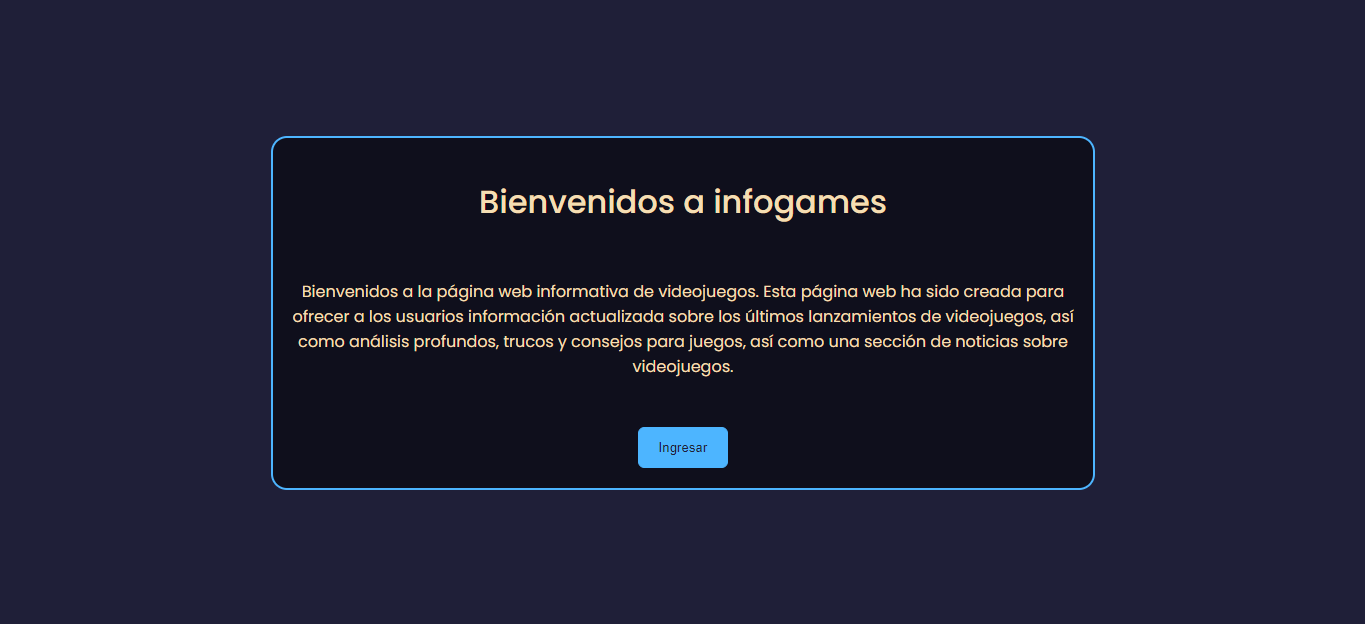 Bienvenidos a infogames
Bienvenidos a la página web informativa de videojuegos. Esta página web ha sido creada para
ofrecer a los usuarios información actualizada sobre los últimos lanzamientos de videojuegos, así
como análisis profundos, trucos y consejos para juegos, así como una sección de noticias sobre
videojuegos.
Ingresar